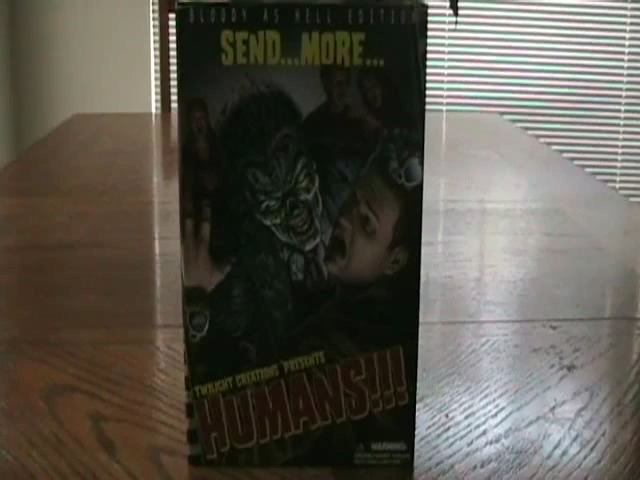 BLOODY AS HELL EDITION
SEND...MORE...
TWILIGHT CREATIONS PRESENTS
HUMANS!!!
WARNING: